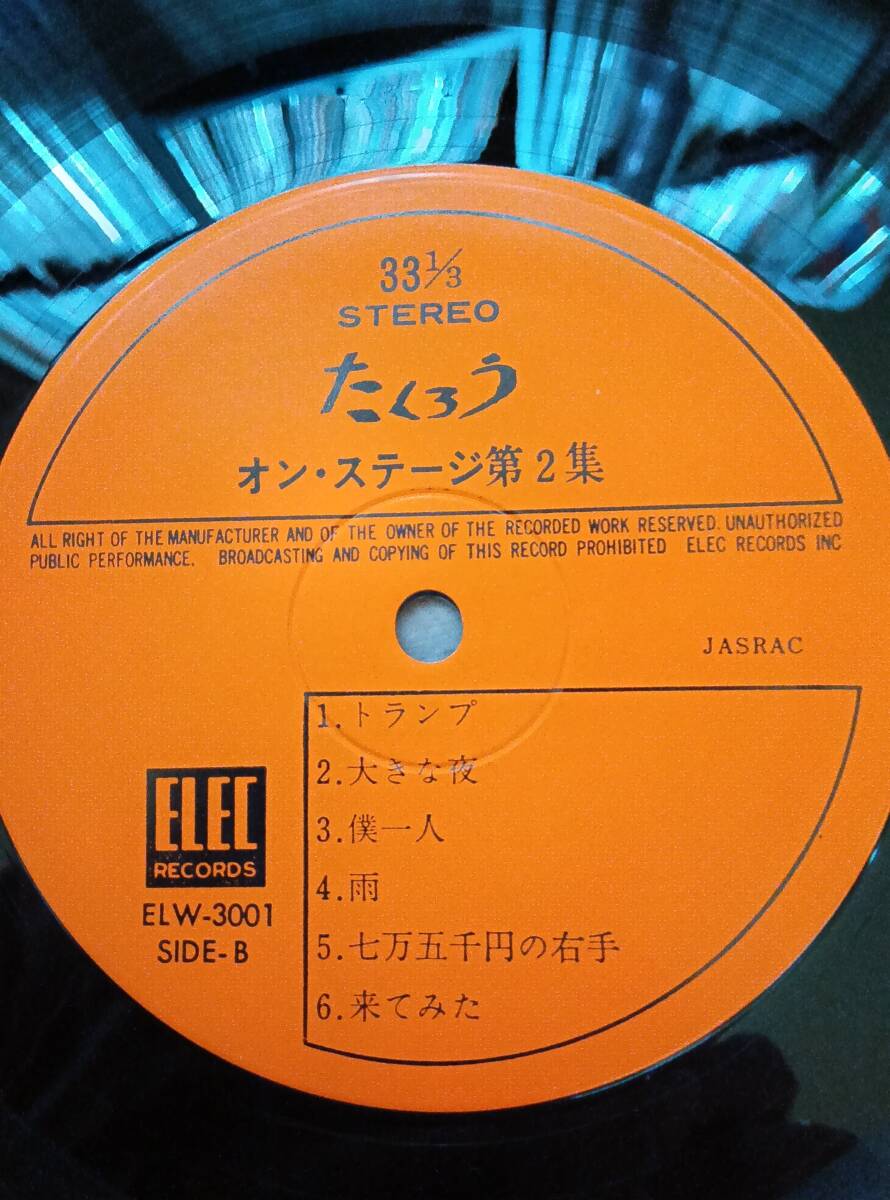 33 1/3
STEREO
たくろう
オン・ステージ第2集
ALL RIGHT OF THE MANUFACTURER AND OF THE OWNER OF THE RECORDED WORK RESERVED. UNAUTHORIZED
PUBLIC PERFORMANCE. BROADCASTING AND COPYING OF THIS RECORD PROHIBITED ELEC RECORDS INC
JASRAC
1.トランプ
2.大きな夜
3.僕一人
4.雨
5.七万五千円の右手
6.来てみた
ELEC
RECORDS
ELW-3001
SIDE-B